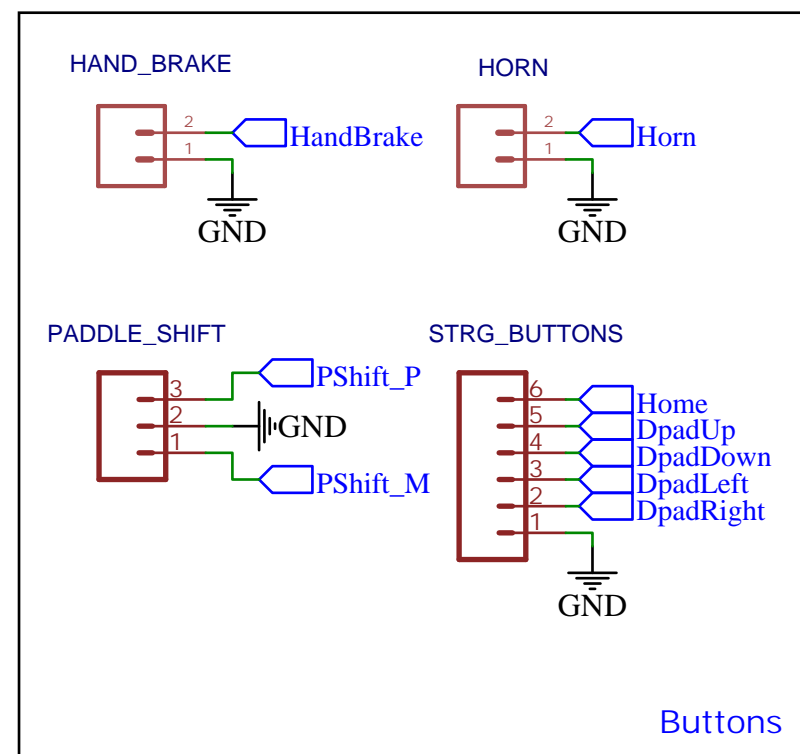 HAND_BRAKE
2
HandBrake
1
GND
HORN
2
Horn
1
GND
PADDLE_SHIFT
3
PShift_P
2
GND
1
PShift_M
STRG_BUTTONS
6
Home
5
DpadUp
4
DpadDown
3
DpadLeft
2
DpadRight
1
GND
Buttons